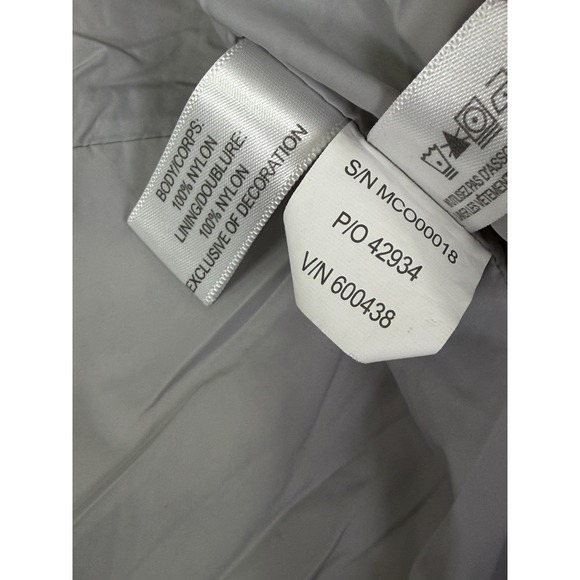 BODY/CORPS:
100% NYLON
LINING/DOUBLURE:
100% NYLON
EXCLUSIVE OF DECORATION
S/N MCO00018
P/O 42934
V/N 600438